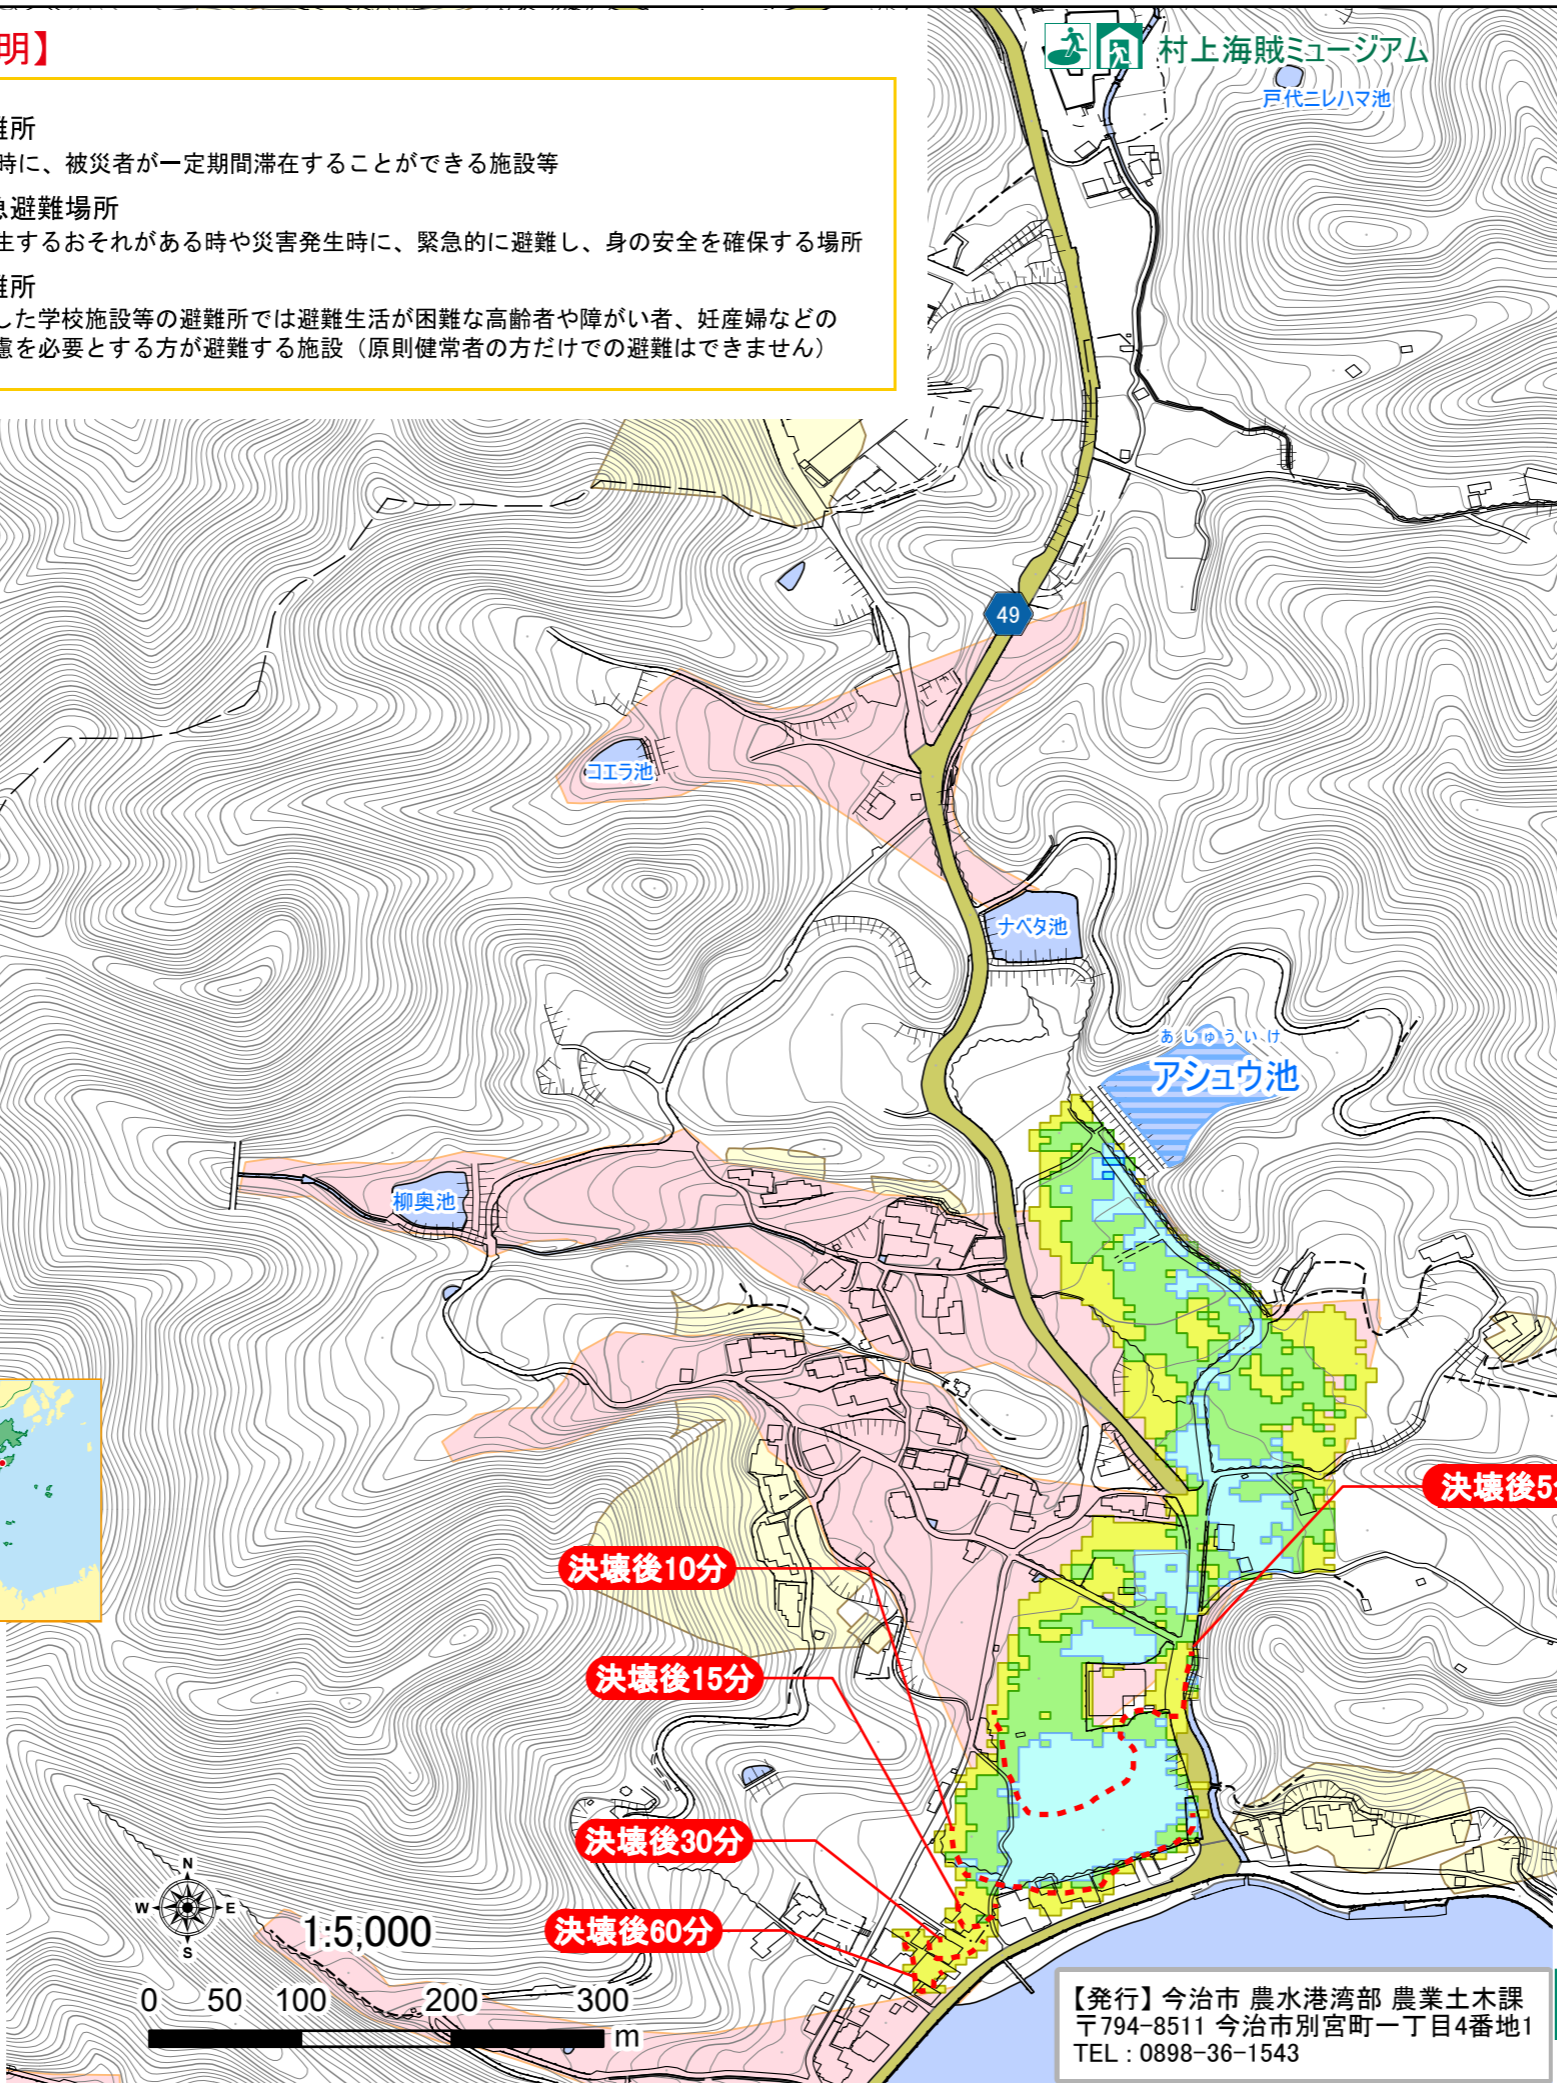 明】
難所
時に、被災者が一定期間滞在することができる施設等
急避難場所
生するおそれがある時や災害発生時に、緊急的に避難し、身の安全を確保する場所
難所
した学校施設等の避難所では避難生活が困難な高齢者や障がい者、妊産婦などの
慮を必要とする方が避難する施設（原則健常者の方だけでの避難はできません）
村上海賊ミュージアム
戸代ニレハマ池
49
コエラ池
ナベタ池
あしゅういけ
アシュウ池
柳奥池
決壊後5分
決壊後10分
決壊後15分
決壊後30分
決壊後60分
N
W E
S
1:5,000
0 50 100 200 300
m
【発行】今治市 農水港湾部 農業土木課
〒794-8511 今治市別宮町一丁目4番地1
TEL : 0898-36-1543